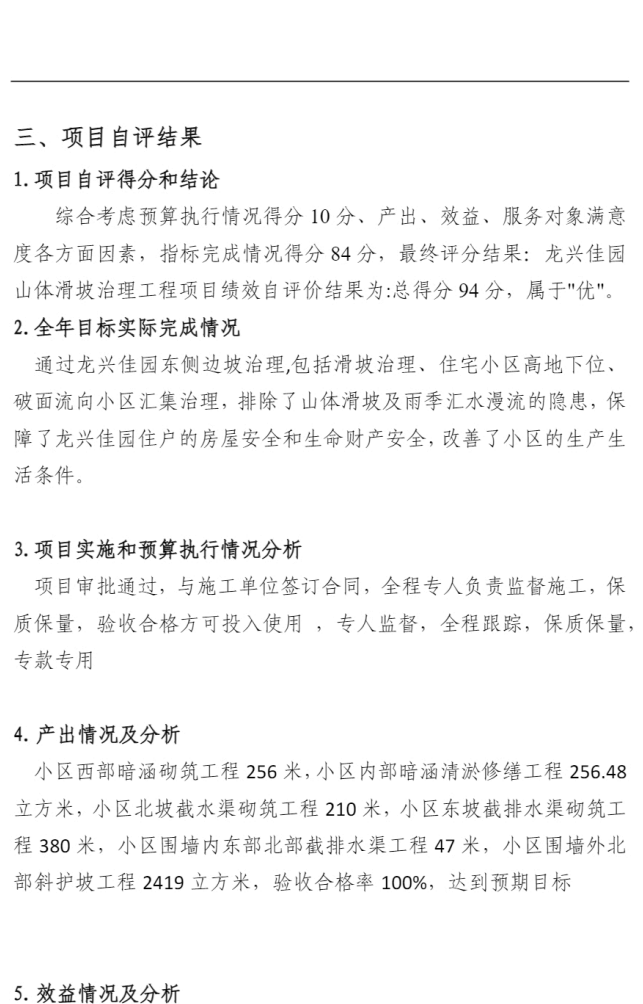 三、项目自评结果
1. 项目自评得分和结论
综合考虑预算执行情况得分 10 分、产出、效益、服务对象满意
度各方面因素，指标完成情况得分 84 分，最终评分结果：龙兴佳园
山体滑坡治理工程项目绩效自评价结果为:总得分 94 分，属于"优"。
2. 全年目标实际完成情况
通过龙兴佳园东侧边坡治理,包括滑坡治理、住宅小区高地下位、
破面流向小区汇集治理，排除了山体滑坡及雨季汇水漫流的隐患，保
障了龙兴佳园住户的房屋安全和生命财产安全，改善了小区的生产生
活条件。
3. 项目实施和预算执行情况分析
项目审批通过，与施工单位签订合同，全程专人负责监督施工，保
质保量，验收合格方可投入使用 ，专人监督，全程跟踪，保质保量，
专款专用
4. 产出情况及分析
小区西部暗涵砌筑工程 256 米，小区内部暗涵清淤修缮工程 256.48
立方米，小区北坡截水渠砌筑工程 210 米，小区东坡截排水渠砌筑工
程 380 米，小区围墙内东部北部截排水渠工程 47 米，小区围墙外北
部斜护坡工程 2419 立方米，验收合格率 100%，达到预期目标
5. 效益情况及分析